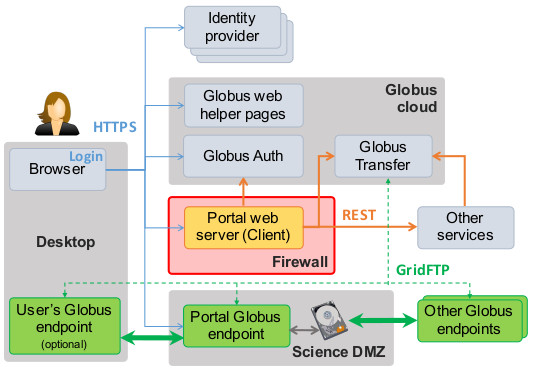 Identity
provider
Globus
cloud
Globus web
helper pages
HTTPS
Login
Browser
Globus Auth
Globus
Transfer
Desktop
Portal web
server (Client)
REST
Other
services
Firewall
GridFTP
User's Globus
endpoint
(optional)
Portal Globus
endpoint
Other Globus
endpoints
Science DMZ